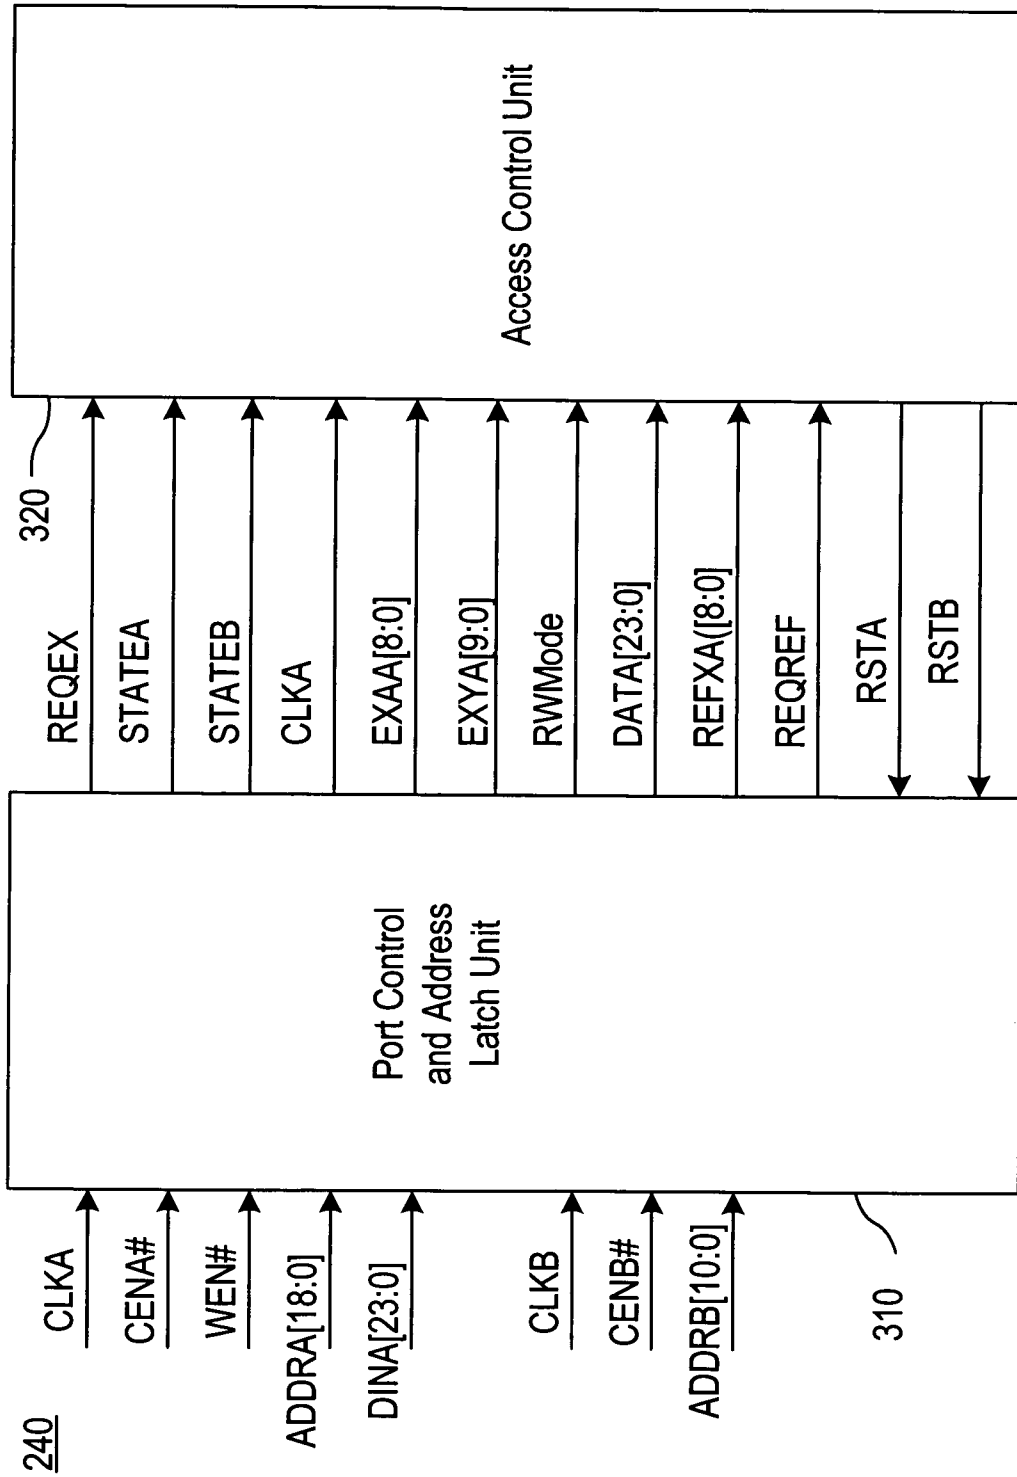 240
CLKA
CENA#
WEN#
ADDRA[18:0]
DINA[23:0]
CLKB
CENB#
ADDRB[10:0]
310
Port Control
and Address
Latch Unit
REQEX
STATEA
STATEB
CLKA
EXAA[8:0]
EXYA[9:0]
RWMode
DATA[23:0]
REFXA([8:0]
REQREF
RSTA
RSTB
320
Access Control Unit